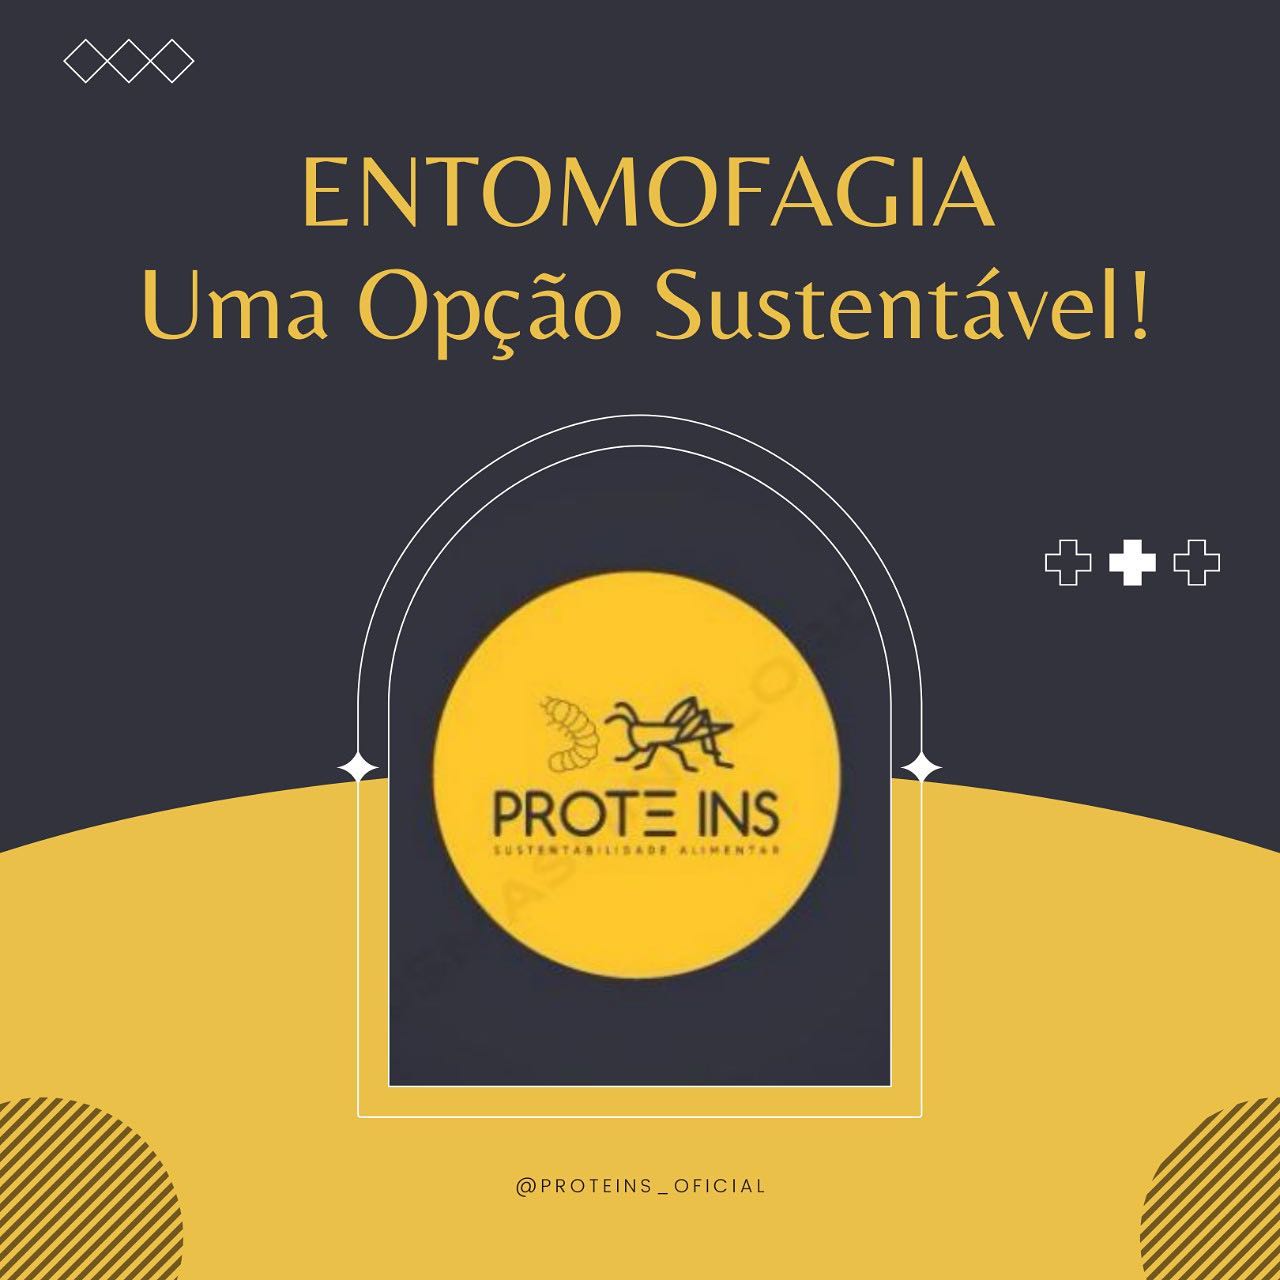 ENTOMOFAGIA
Uma Opção Sustentável!
PROTE INS
SUSTENTABILIDADE ALIMENTAR
@PROTEINS_OFICIAL